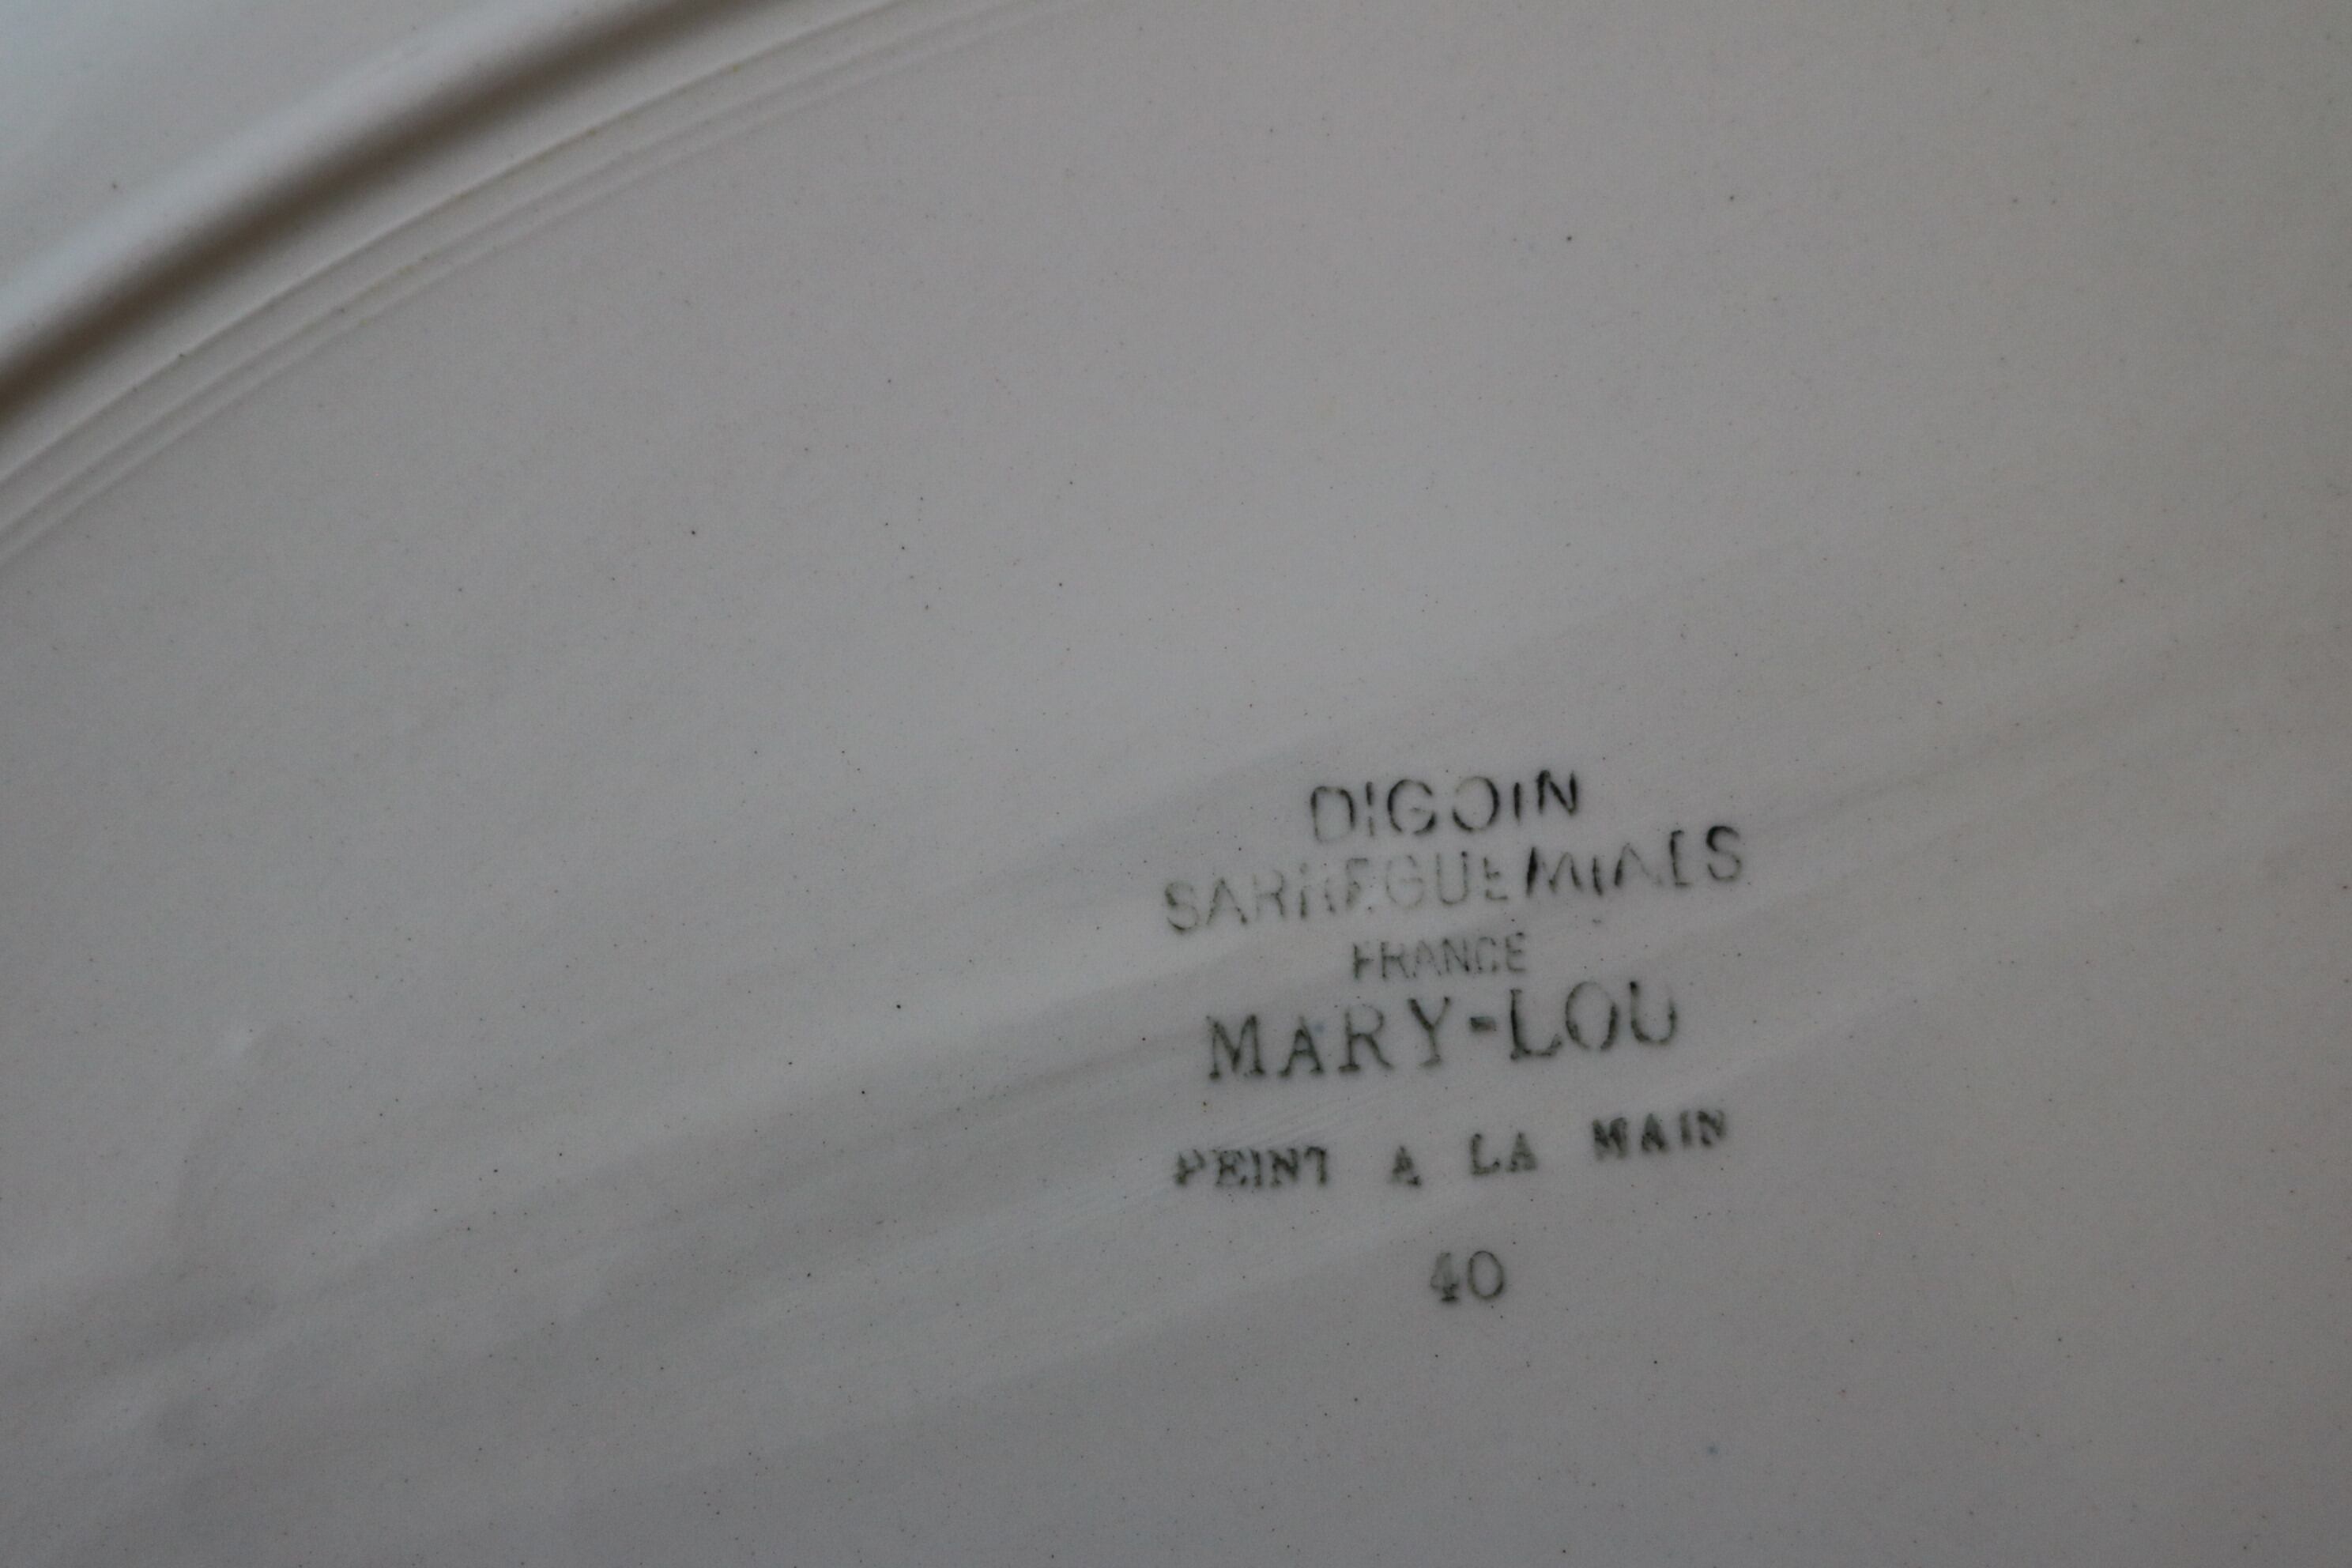 DIGOIN
SARREGUEMINES
FRANCE
MARY-LOU
PEINT A LA MAIN
40